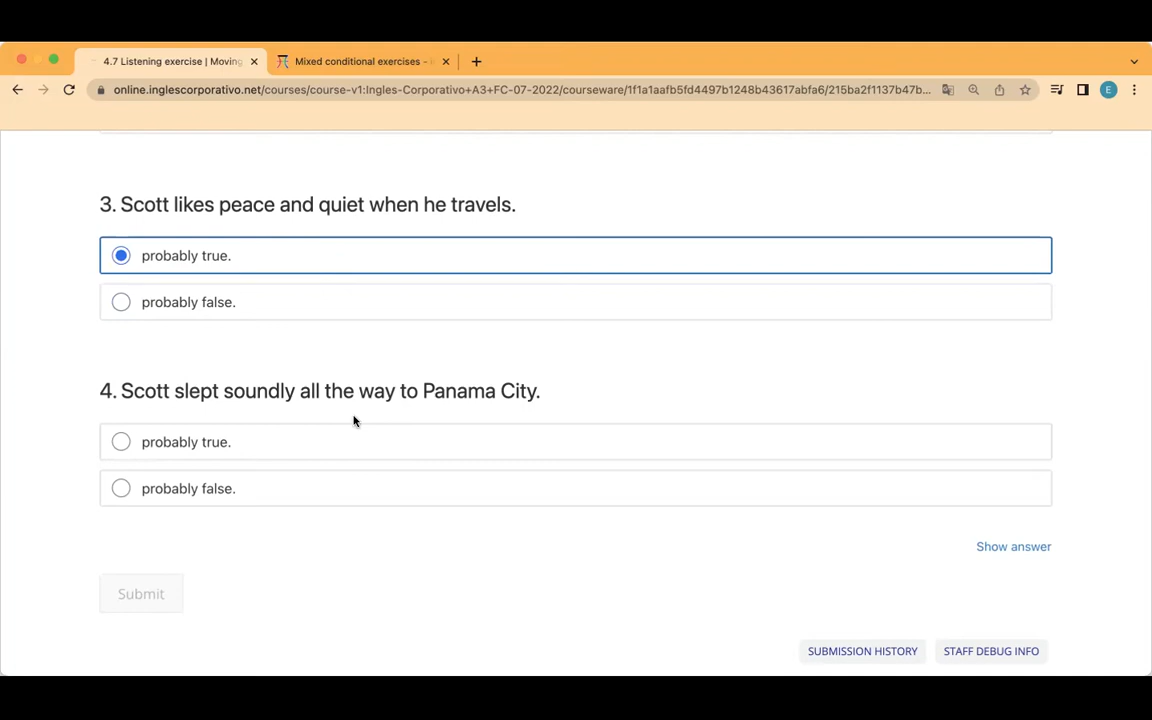 4.7 Listening exercise | Moving
Mixed conditional exercises –
online.inglescorporativo.net/courses/course-v1:Ingles-Corporativo+A3+FC-07-2022/courseware/1f1a1aafb5fd4497b1248b43617abfa6/215ba2f1137b47b...
E
3. Scott likes peace and quiet when he travels.
probably true.
probably false.
4. Scott slept soundly all the way to Panama City.
probably true.
probably false.
Show answer
Submit
SUBMISSION HISTORY
STAFF DEBUG INFO